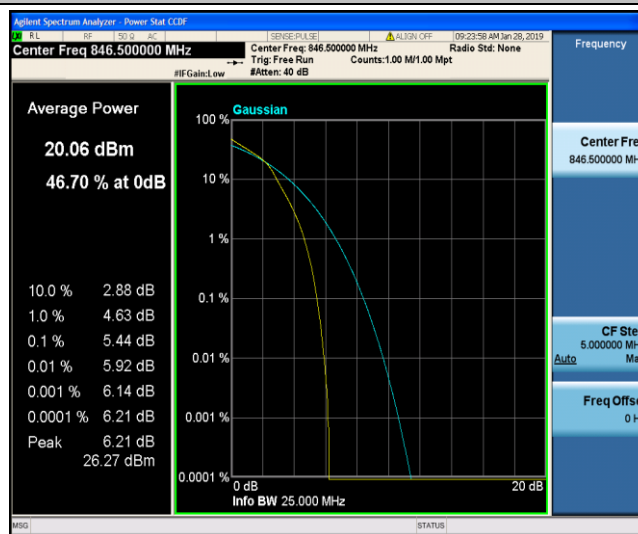 Agilent Spectrum Analyzer - Power Stat CCDF
RL RF 50 Ω AC SENSE:PULSE ALIGN OFF 09:23:58 AM Jan 28, 2019
Center Freq 846.500000 MHz
Center Freq: 846.500000 MHz Radio Std: None
Trig: Free Run Counts:1.00 M/1.00 Mpt
#IFGain:Low #Atten: 40 dB
Frequency
Average Power
20.06 dBm
46.70 % at 0dB
10.0 % 2.88 dB
1.0 % 4.63 dB
0.1 % 5.44 dB
0.01 % 5.92 dB
0.001 % 6.14 dB
0.0001 % 6.21 dB
Peak 6.21 dB
26.27 dBm
Gaussian
100 %
10 %
1 %
0.1 %
0.01 %
0.001 %
0.0001 %
0 dB 20 dB
Info BW 25.000 MHz
Center Fre
846.500000 MH
CF Ste
5.000000 MH
Auto Ma
Freq Offse
0 H
MSG STATUS